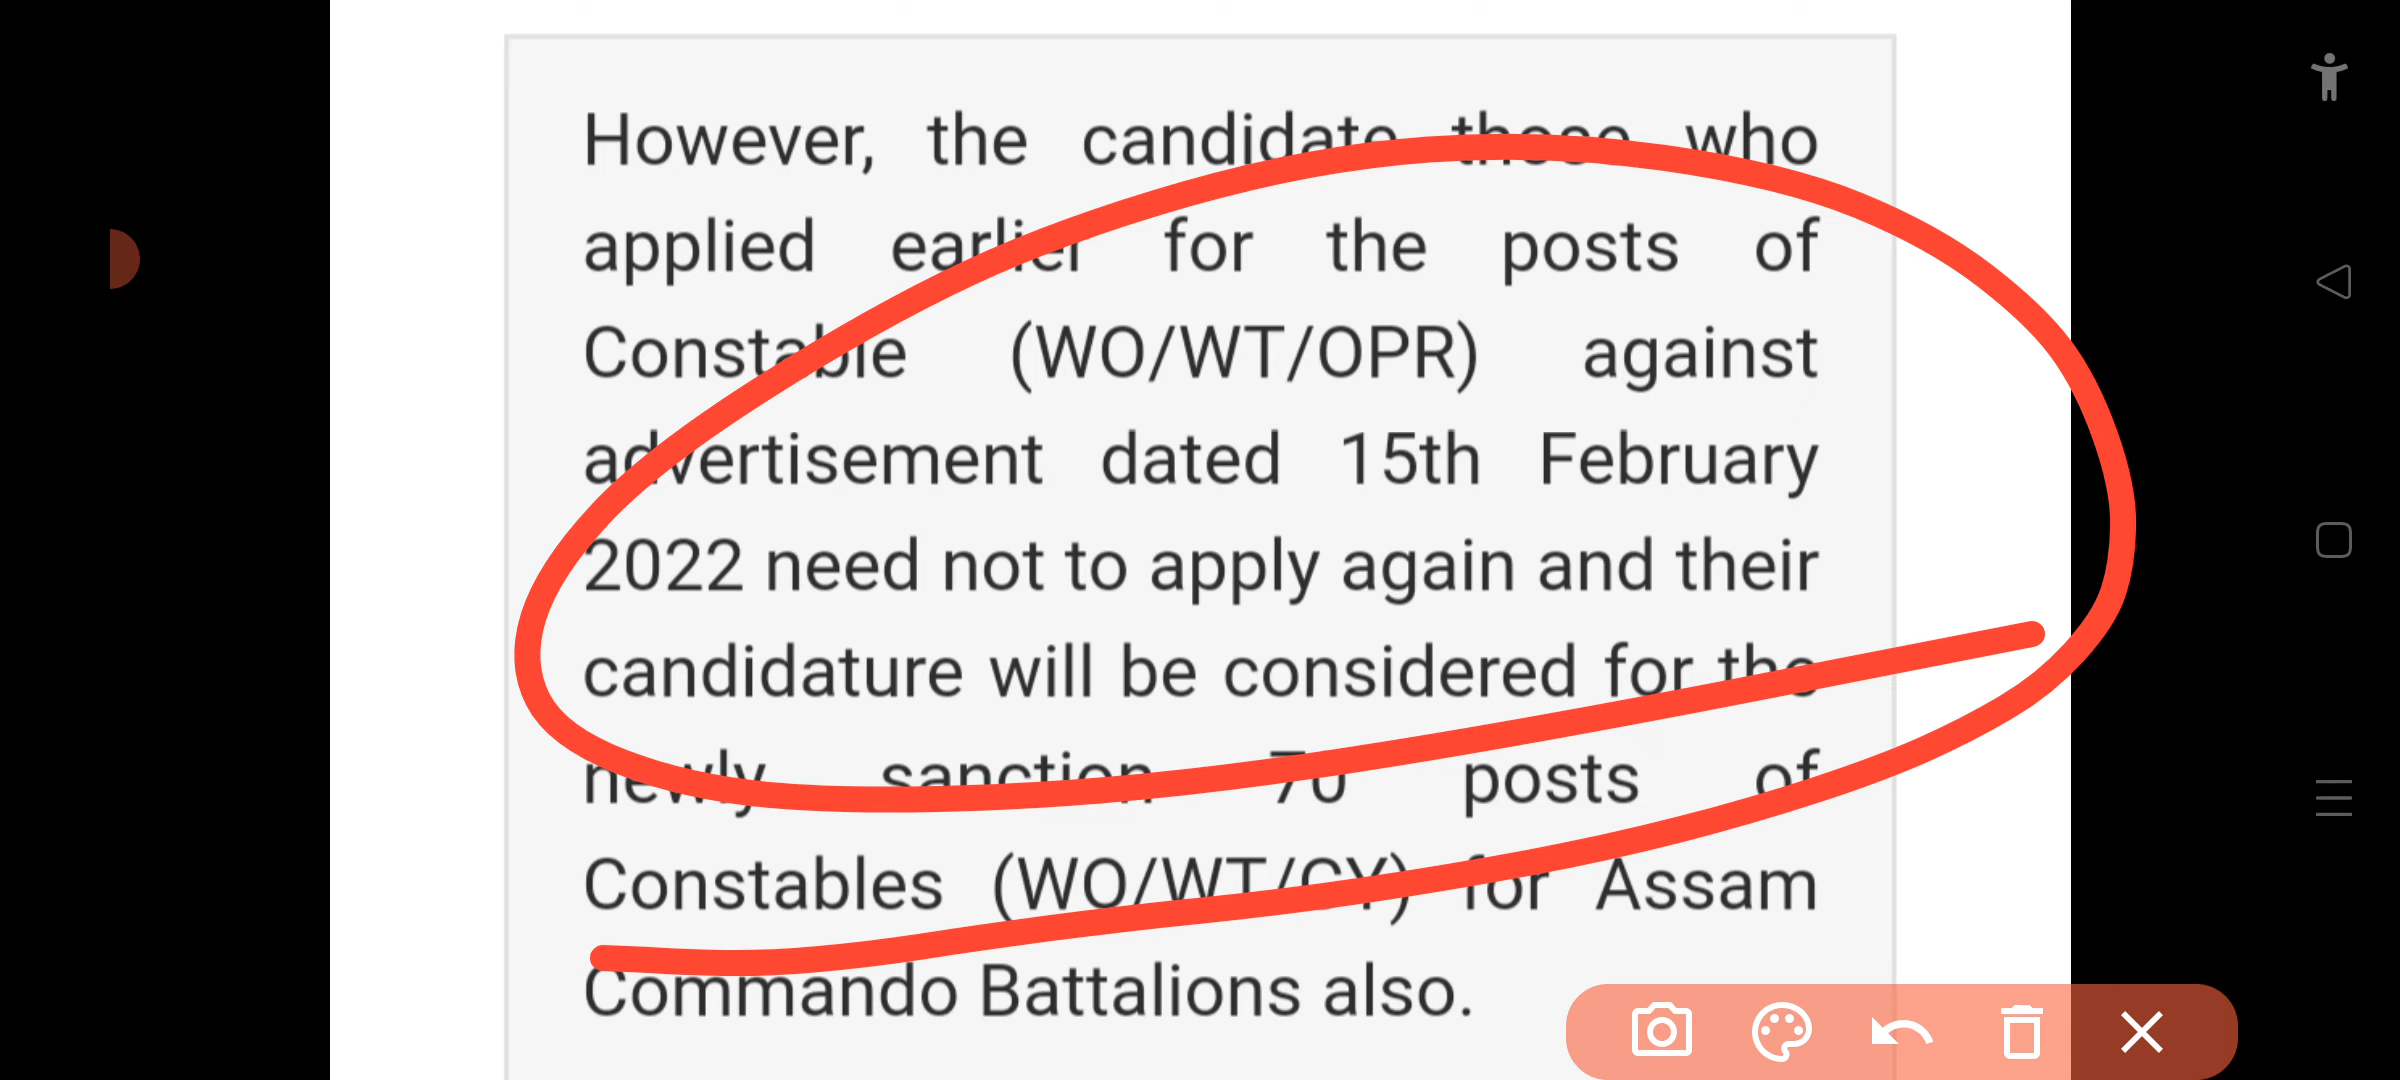 However, the candidate those who
applied earlier for the posts of
Constable (WO/WT/OPR) against
advertisement dated 15th February
2022 need not to apply again and their
candidature will be considered for the
newly sanction 70 posts of
Constables (WO/WT/CY) for Assam
Commando Battalions also.